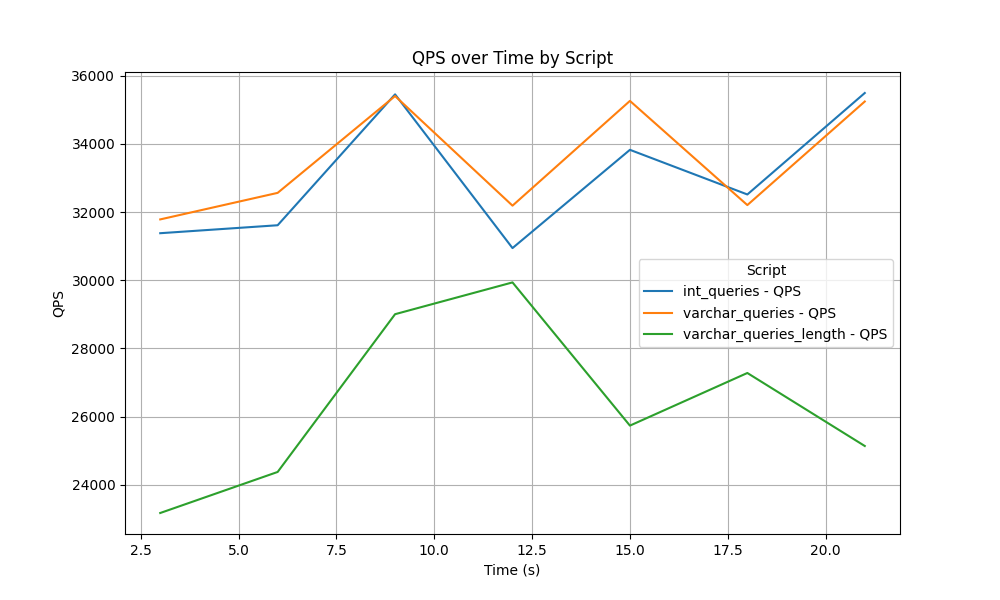 QPS over Time by Script
36000
34000
32000
30000
28000
26000
24000
QPS
Script
int_queries - QPS
varchar_queries - QPS
varchar_queries_length - QPS
2.5 5.0 7.5 10.0 12.5 15.0 17.5 20.0
Time (s)